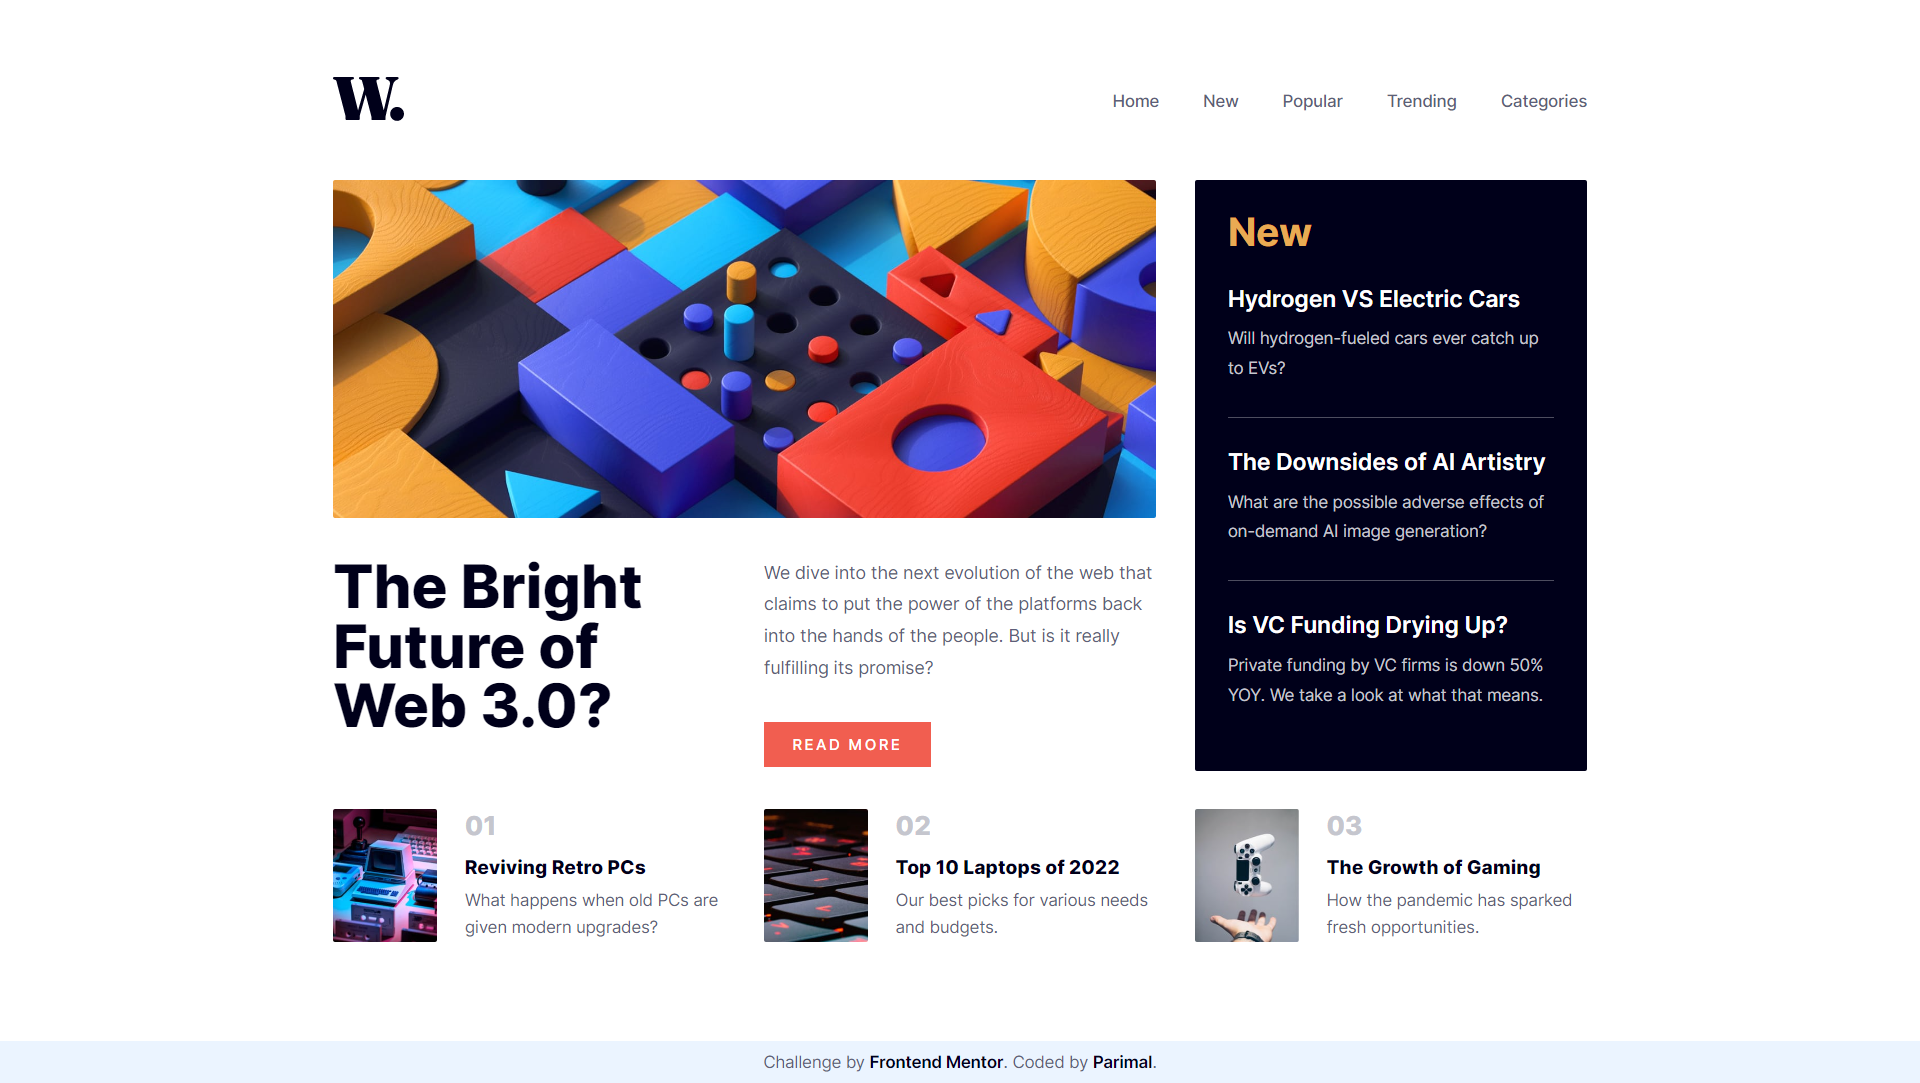 W.
Home New Popular Trending Categories
The Bright
Future of
Web 3.0?
We dive into the next evolution of the web that
claims to put the power of the platforms back
into the hands of the people. But is it really
fulfilling its promise?
READ MORE
New
Hydrogen VS Electric Cars
Will hydrogen-fueled cars ever catch up
to EVs?
The Downsides of AI Artistry
What are the possible adverse effects of
on-demand AI image generation?
Is VC Funding Drying Up?
Private funding by VC firms is down 50%
YOY. We take a look at what that means.
01
Reviving Retro PCs
What happens when old PCs are
given modern upgrades?
02
Top 10 Laptops of 2022
Our best picks for various needs
and budgets.
03
The Growth of Gaming
How the pandemic has sparked
fresh opportunities.
Challenge by Frontend Mentor. Coded by Parimal.